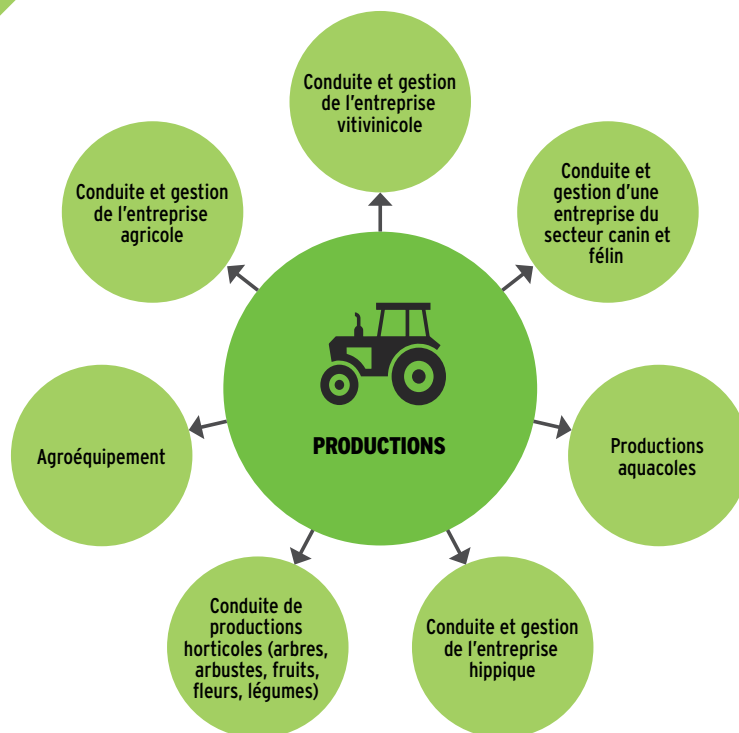 Conduite et gestion
de l'entreprise
vitivinicole
Conduite et
gestion d'une
entreprise du
secteur canin et
félin
Conduite et gestion
de l'entreprise
agricole
PRODUCTIONS
Agroéquipement
Productions
aquacoles
Conduite de
productions
horticoles (arbres,
arbustes, fruits,
fleurs, légumes)
Conduite et gestion
de l'entreprise
hippique